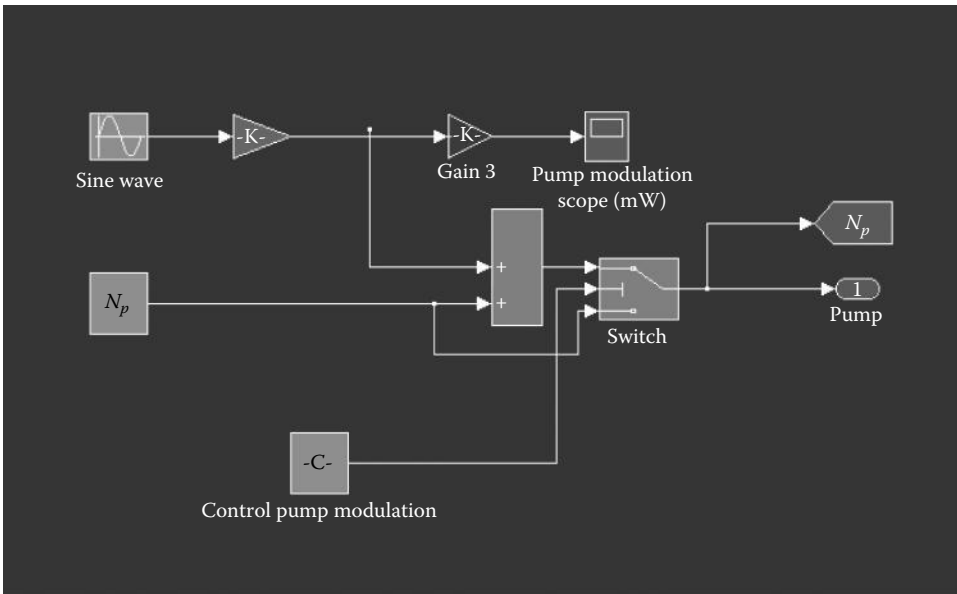 -K-
-K-
Sine wave
Gain 3
Pump modulation
scope (mW)
N_p
N_p
+
+
1
Pump
Switch
-C-
Control pump modulation